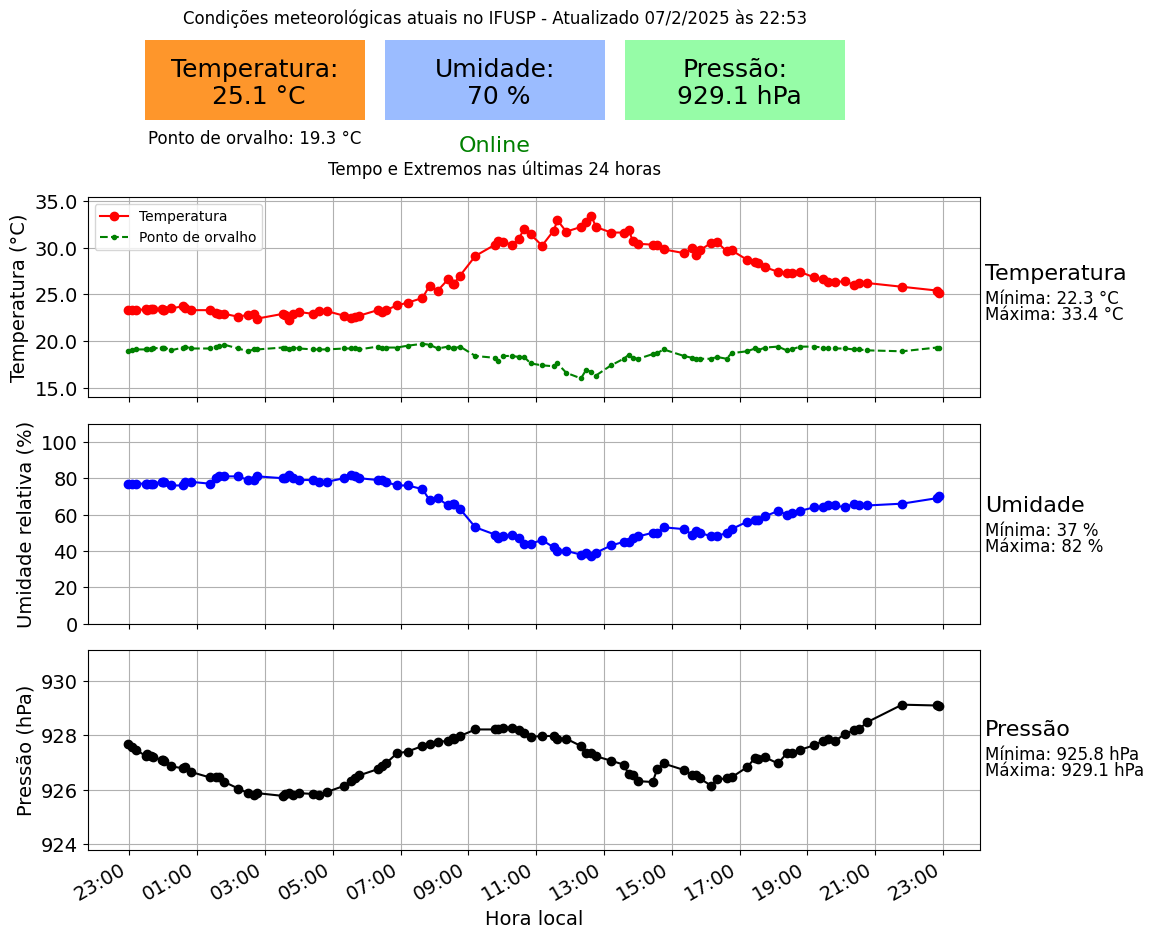 Condições meteorológicas atuais no IFUSP - Atualizado 07/2/2025 às 22:53
Temperatura:
25.1 °C
Umidade:
70 %
Pressão:
929.1 hPa
Ponto de orvalho: 19.3 °C
Online
Tempo e Extremos nas últimas 24 horas
Temperatura (°C)
35.0
30.0
25.0
20.0
15.0
Temperatura
Ponto de orvalho
Temperatura
Mínima: 22.3 °C
Máxima: 33.4 °C
Umidade relativa (%)
100
80
60
40
20
0
Umidade
Mínima: 37 %
Máxima: 82 %
Pressão (hPa)
930
928
926
924
Pressão
Mínima: 925.8 hPa
Máxima: 929.1 hPa
23:00 01:00 03:00 05:00 07:00 09:00 11:00 13:00 15:00 17:00 19:00 21:00 23:00
Hora local